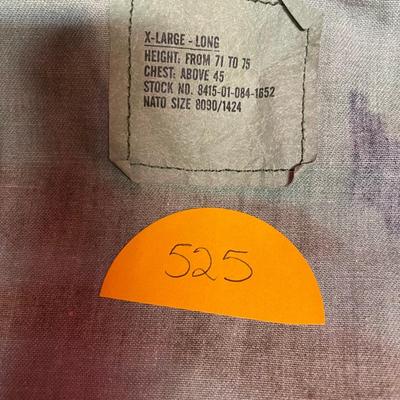 X-LARGE - LONG
HEIGHT: FROM 71 TO 75
CHEST: ABOVE 45
STOCK NO. 8415-01-084-1652
NATO SIZE 8090/1424
525